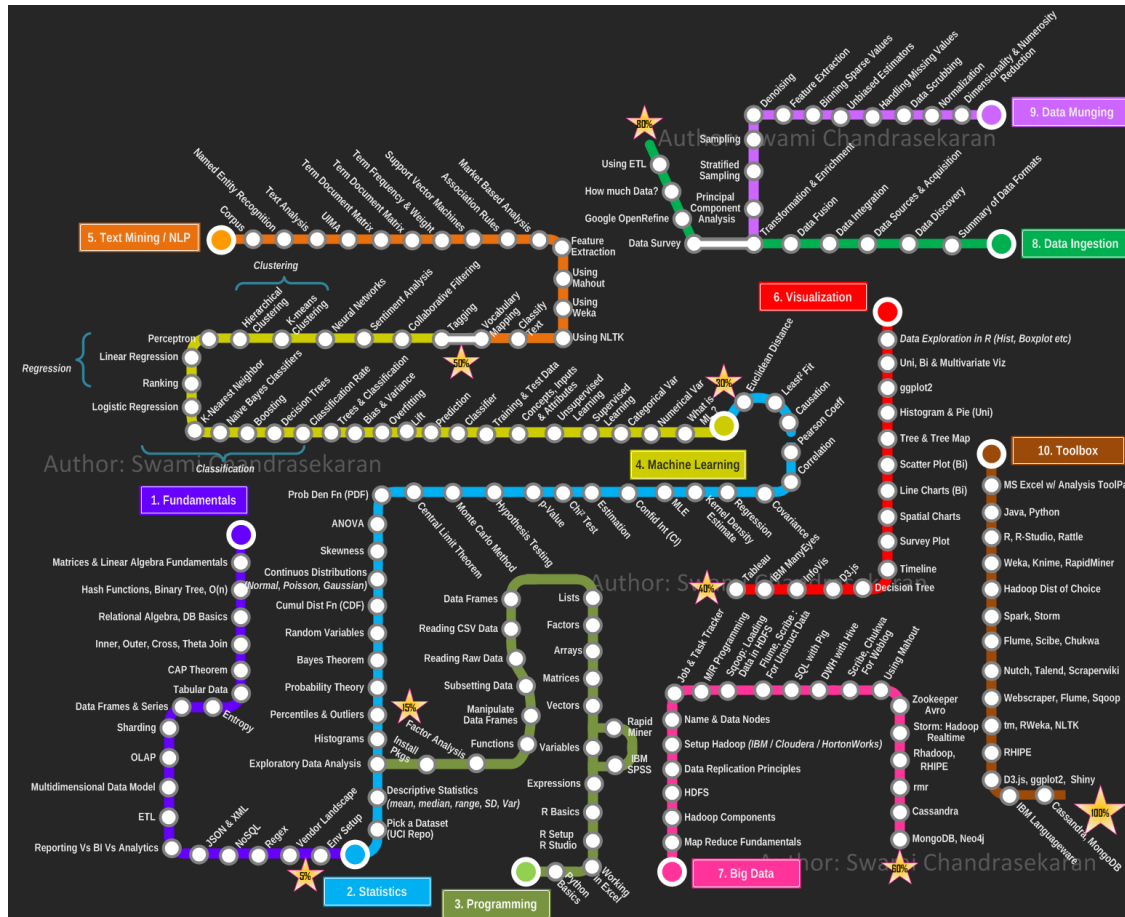 Denoising
Feature Extraction
Binning Sparse Values
Unbiased Estimators
Handling Missing Values
Data Scrubbing
Normalization
Dimensionality & Numerosity
Reduction
9. Data Munging
80%
Author: Swami Chandrasekaran
Sampling
Stratified
Sampling
Principal
Component
Analysis
Using ETL
How much Data?
Google OpenRefine
Data Survey
Transformation & Enrichment
Data Fusion
Data Integration
Data Sources & Acquisition
Data Discovery
Summary of Data Formats
8. Data Ingestion
5. Text Mining / NLP
Corpus
Named Entity Recognition
Text Analysis
UIMA
Term Document Matrix
Term Document Matrix
Term Frequency & Weight
Support Vector Machines
Association Rules
Market Based Analysis
Feature
Extraction
Using
Mahout
Using
Weka
Using NLTK
Classify
Text
Vocabulary
Mapping
Tagging
50%
Collaborative Filtering
Sentiment Analysis
Neural Networks
K-means
Clustering
Hierarchical
Clustering
Clustering
Perceptron
Linear Regression
Regression
Ranking
Logistic Regression
K-Nearest Neighbor
Naive Bayes Classifiers
Boosting
Decision Trees
Classification Rate
Trees & Classification
Bias & Variance
Overfitting
Lift
Prediction
Classifier
Training & Test Data
Concepts, Inputs
& Attributes
Unsupervised
Learning
Supervised
Learning
Categorical Var
Numerical Var
What is
ML?
30%
Classification
Author: Swami Chandrasekaran
4. Machine Learning
Euclidean Distance
Least² Fit
Causation
Pearson Coeff
Correlation
Covariance
Regression
Kernel Density
Estimate
MLE
Confid Int (CI)
Estimation
Chi² Test
p-Value
Hypothesis Testing
Monte Carlo Method
Central Limit Theorem
Prob Den Fn (PDF)
ANOVA
Skewness
Continuos Distributions
(Normal, Poisson, Gaussian)
Cumul Dist Fn (CDF)
Random Variables
Bayes Theorem
Probability Theory
Percentiles & Outliers
Histograms
Exploratory Data Analysis
Descriptive Statistics
(mean, median, range, SD, Var)
Pick a Dataset
(UCI Repo)
2. Statistics
1. Fundamentals
Matrices & Linear Algebra Fundamentals
Hash Functions, Binary Tree, O(n)
Relational Algebra, DB Basics
Inner, Outer, Cross, Theta Join
CAP Theorem
Tabular Data
Entropy
Data Frames & Series
Sharding
OLAP
Multidimensional Data Model
ETL
Reporting Vs BI Vs Analytics
JSON & XML
NoSQL
Regex
Vendor Landscape
Env Setup
5%
3. Programming
Python
Basics
Working
in Excel
R Setup
R Studio
R Basics
Expressions
Variables
IBM
SPSS
Rapid
Miner
Vectors
Matrices
Arrays
Factors
Lists
Data Frames
Reading CSV Data
Reading Raw Data
Subsetting Data
Manipulate
Data Frames
Functions
Factor Analysis
Install
Pkgs
15%
Author: Swami Chandrasekaran
6. Visualization
Data Exploration in R (Hist, Boxplot etc)
Uni, Bi & Multivariate Viz
ggplot2
Histogram & Pie (Uni)
Tree & Tree Map
Scatter Plot (Bi)
Line Charts (Bi)
Spatial Charts
Survey Plot
Timeline
Decision Tree
D3.js
InfoVis
IBM ManyEyes
Tableau
40%
7. Big Data
Map Reduce Fundamentals
Hadoop Components
HDFS
Data Replication Principles
Setup Hadoop (IBM / Cloudera / HortonWorks)
Name & Data Nodes
Job & Task Tracker
M/R Programming
Sqoop: Loading
Data in HDFS
Flume, Scribe :
For Unstruct Data
SQL with Pig
DWH with Hive
Scribe, Chukwa
For Weblog
Using Mahout
Zookeeper
Avro
Storm: Hadoop
Realtime
Rhadoop,
RHIPE
rmr
Cassandra
MongoDB, Neo4j
60%
Author: Swami Chandrasekaran
10. Toolbox
MS Excel w/ Analysis ToolPa
Java, Python
R, R-Studio, Rattle
Weka, Knime, RapidMiner
Hadoop Dist of Choice
Spark, Storm
Flume, Scibe, Chukwa
Nutch, Talend, Scraperwiki
Webscraper, Flume, Sqoop
tm, RWeka, NLTK
RHIPE
D3.js, ggplot2, Shiny
IBM Languageware
Cassandra, MongoDB
100%